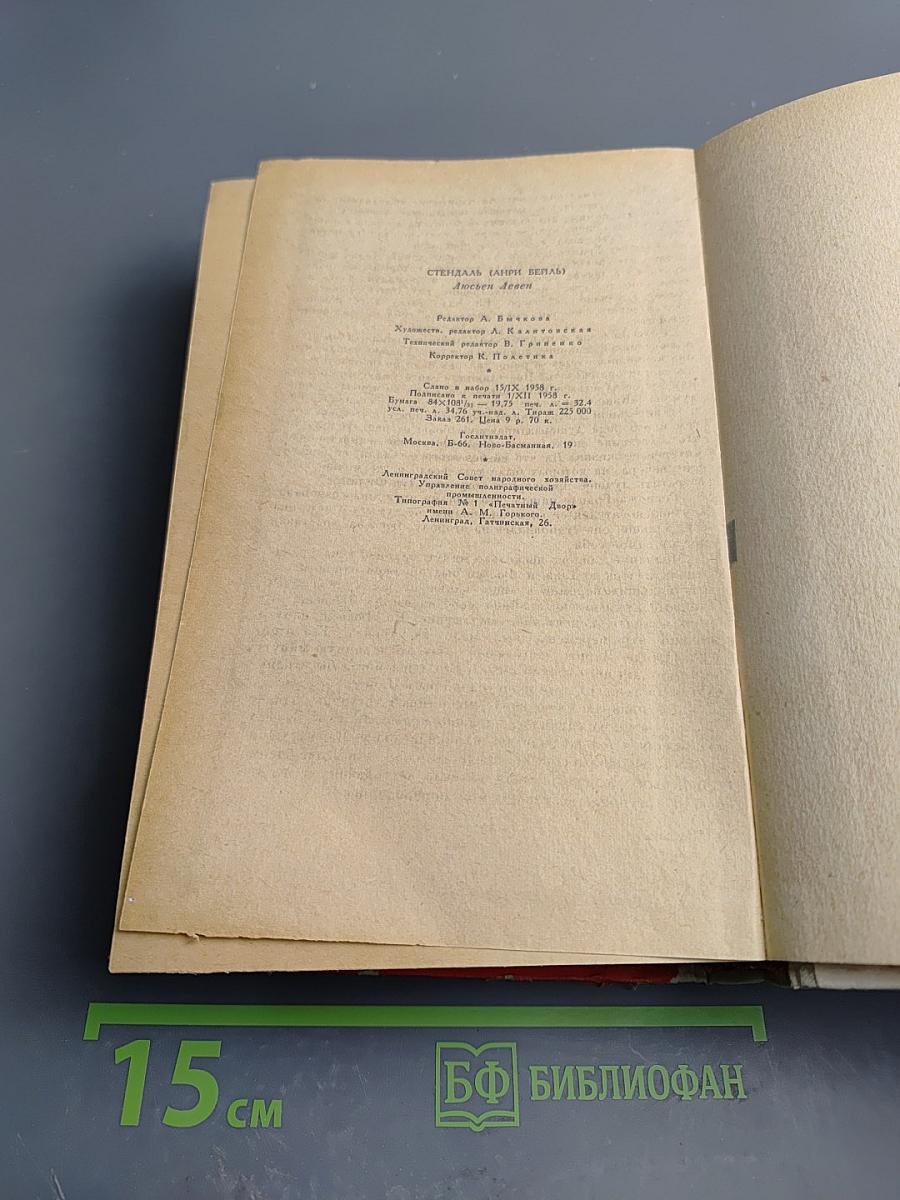 СТЕНДАЛЬ (АНРИ БЕЙЛЬ)
Люсьен Левен
Редактор А. Бычкова
Художеств. редактор Л. Калитовская
Технический редактор В. Гриненко
Корректор К. Полетика
*
Сдано в набор 15/IX 1958 г.
Подписано к печати 1/XII 1958 г.
Бумага 84×108¹/₃₂ — 19,75 печ. л. = 32,4
усл. печ. л. 34,76 уч.-изд. л. Тираж 225 000
Заказ 261. Цена 9 р. 70 к.
Гослитиздат,
Москва, Б-66, Ново-Басманная, 19
*
Ленинградский Совет народного хозяйства.
Управление полиграфической
промышленности.
Типография № 1 «Печатный Двор»
имени А. М. Горького.
Ленинград, Гатчинская, 26.
15 см
БФ БИБЛИОФАН